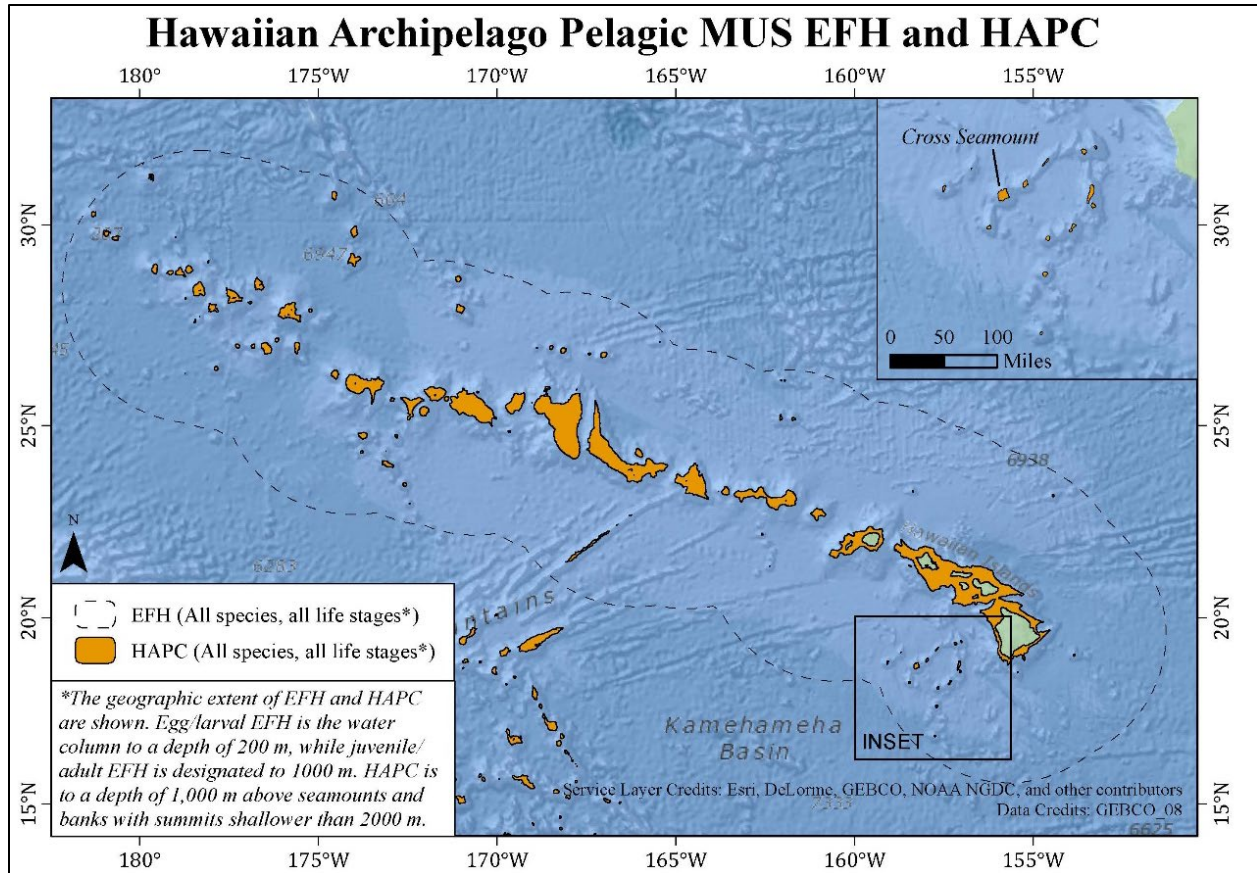 Hawaiian Archipelago Pelagic MUS EFH and HAPC
180°
175°W
170°W
165°W
160°W
155°W
Cross Seamount
0 50 100
Miles
30°N
25°N
20°N
15°N
30°N
25°N
20°N
15°N
6947
6938
6283
Hawaiian Islands
ntains
Kamehameha
Basin
7333
6625
N
EFH (All species, all life stages*)
HAPC (All species, all life stages*)
*The geographic extent of EFH and HAPC
are shown. Egg/larval EFH is the water
column to a depth of 200 m, while juvenile/
adult EFH is designated to 1000 m. HAPC is
to a depth of 1,000 m above seamounts and
banks with summits shallower than 2000 m.
INSET
Service Layer Credits: Esri, DeLorme, GEBCO, NOAA NGDC, and other contributors
Data Credits: GEBCO_08
180°
175°W
170°W
165°W
160°W
155°W